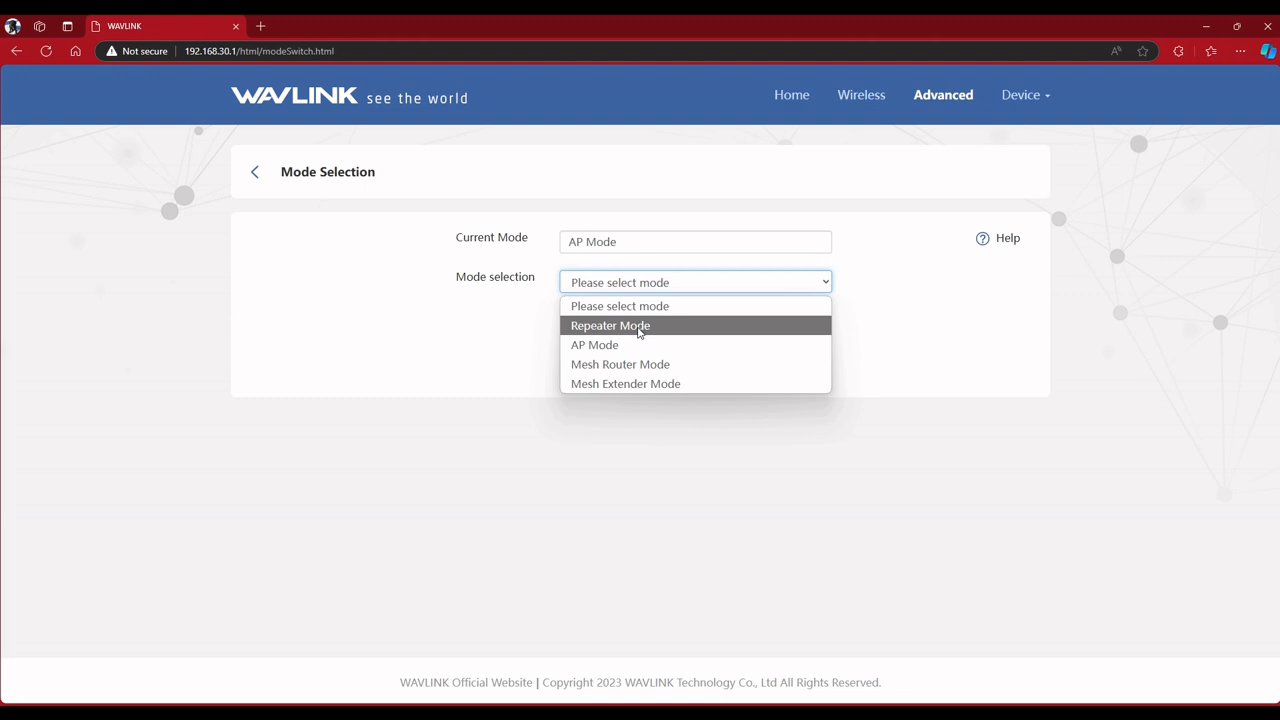 WAVLINK
Not secure
192.168.30.1/html/modeSwitch.html
WAVLINK see the world
Home
Wireless
Advanced
Device
Mode Selection
Current Mode
AP Mode
Help
Mode selection
Please select mode
Please select mode
Repeater Mode
AP Mode
Mesh Router Mode
Mesh Extender Mode
WAVLINK Official Website | Copyright 2023 WAVLINK Technology Co., Ltd All Rights Reserved.